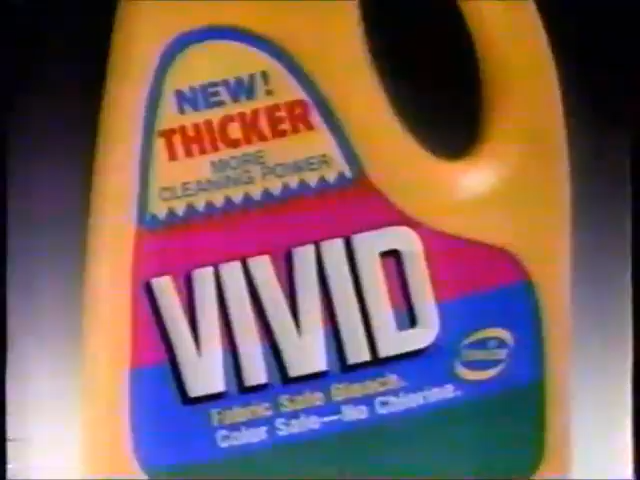 NEW!
THICKER
MORE
CLEANING POWER
VIVID
Fabric Safe Bleach.
Color Safe—No Chlorine.